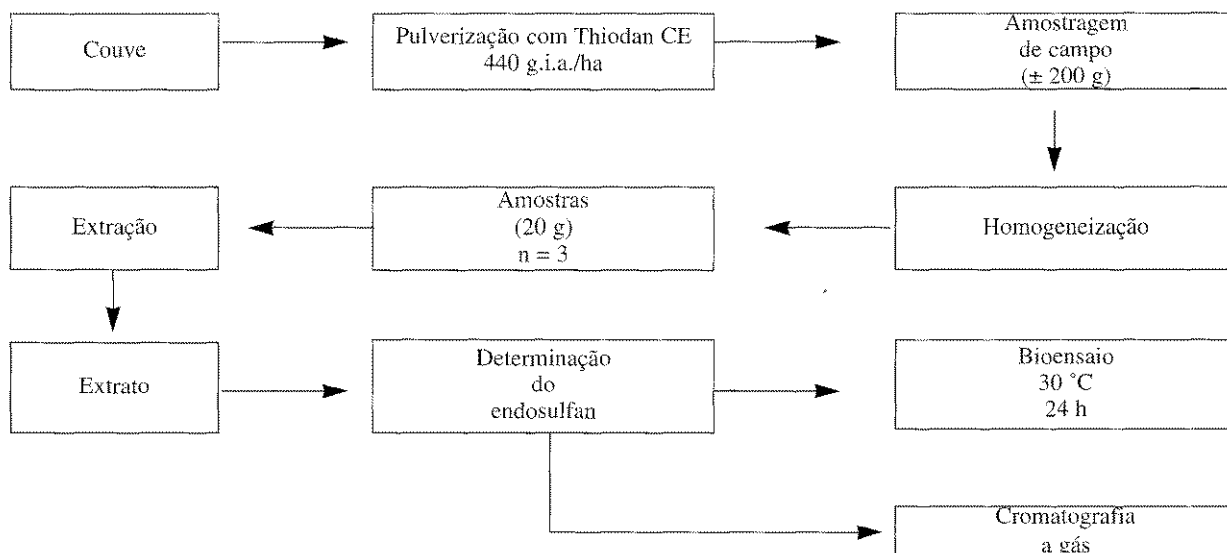 Couve
Pulverização com Thiodan CE
440 g.i.a./ha
Amostragem
de campo
(± 200 g)
Homogeneização
Amostras
(20 g)
n = 3
Extração
Extrato
Determinação
do
endosulfan
Bioensaio
30 °C
24 h
Cromatografia
a gás